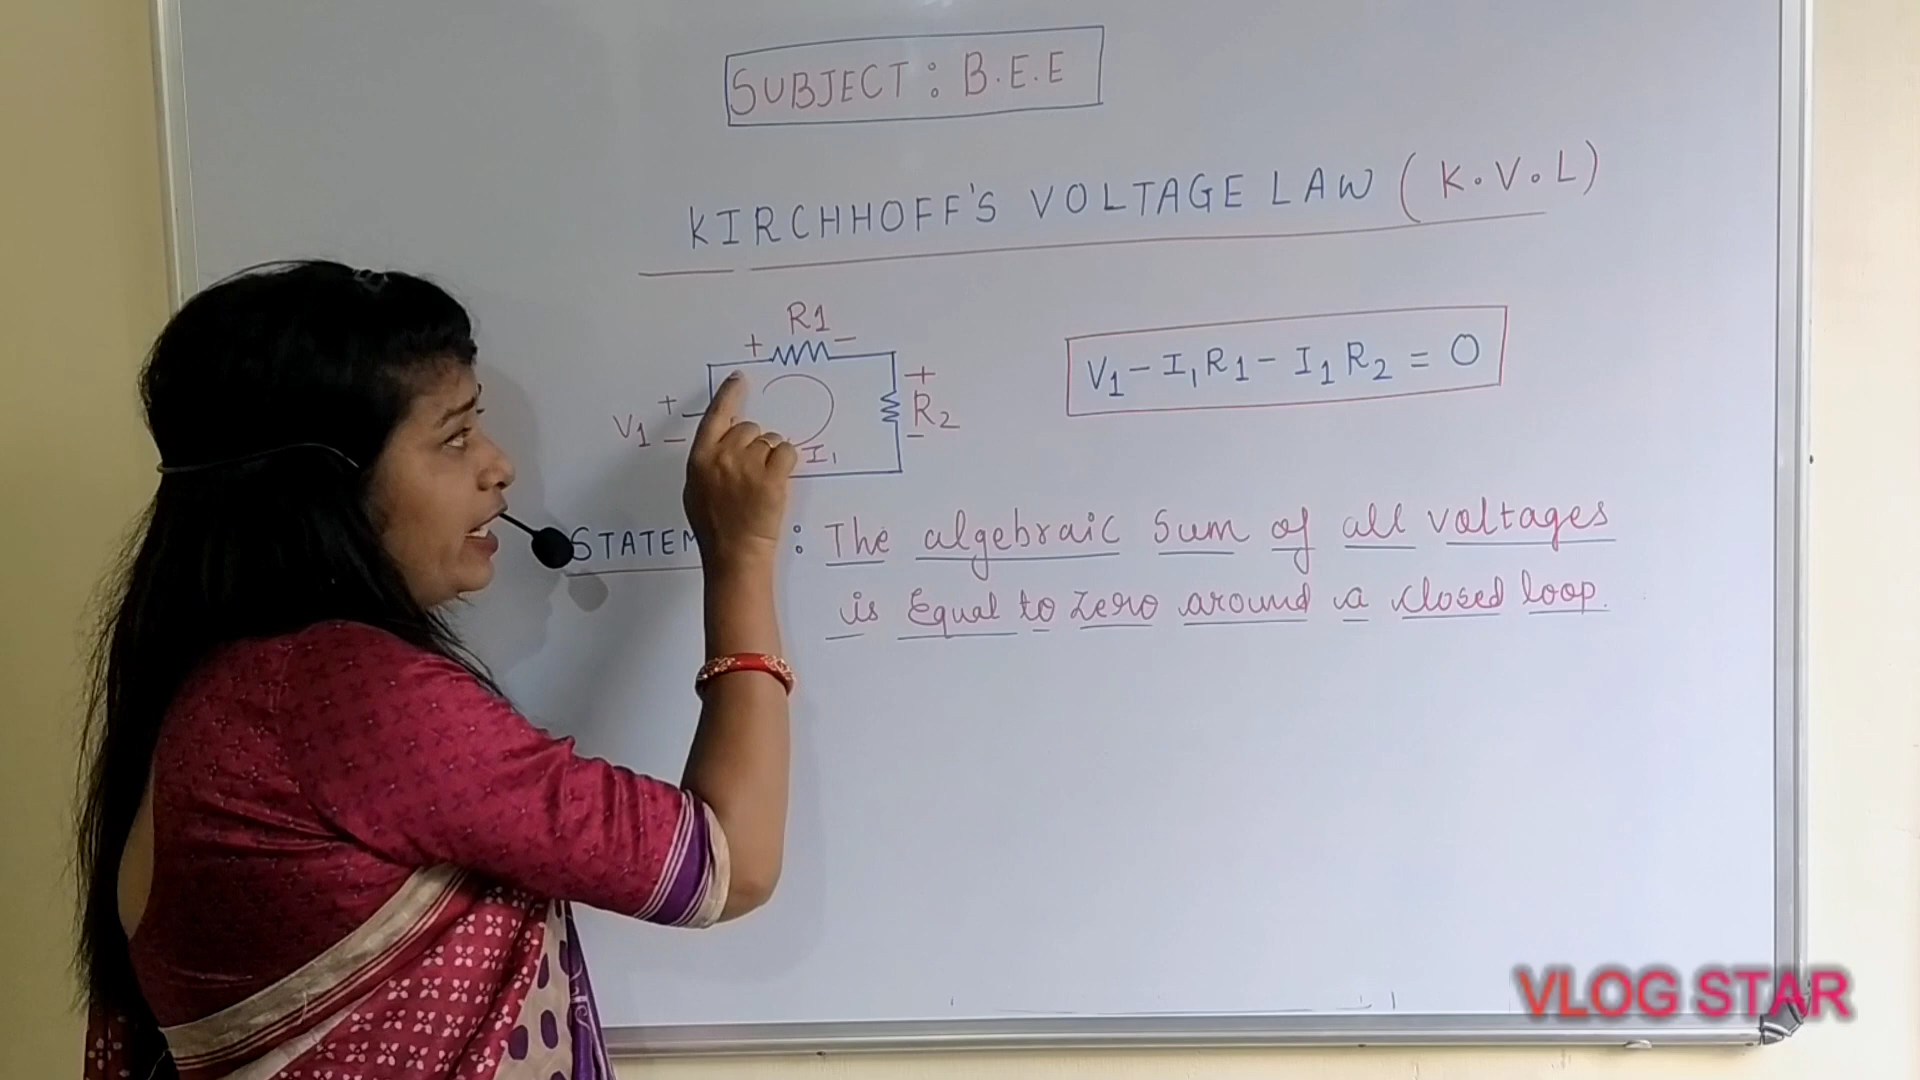 SUBJECT : B.E.E
KIRCHHOFF'S VOLTAGE LAW (K.V.L)
R1
+ −
+
V1
−
+
R2
−
I1
V1 − I1R1 − I1R2 = 0
: The algebraic Sum of all voltages
is Equal to Zero around a closed loop.
VLOG STAR